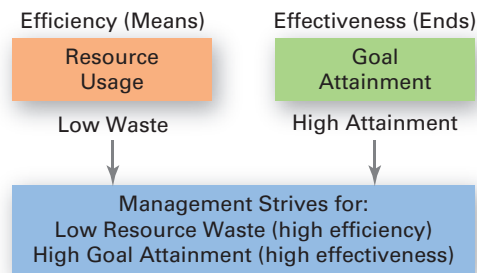 Efficiency (Means)
Effectiveness (Ends)
Resource
Usage
Goal
Attainment
Low Waste
High Attainment
Management Strives for:
Low Resource Waste (high efficiency)
High Goal Attainment (high effectiveness)